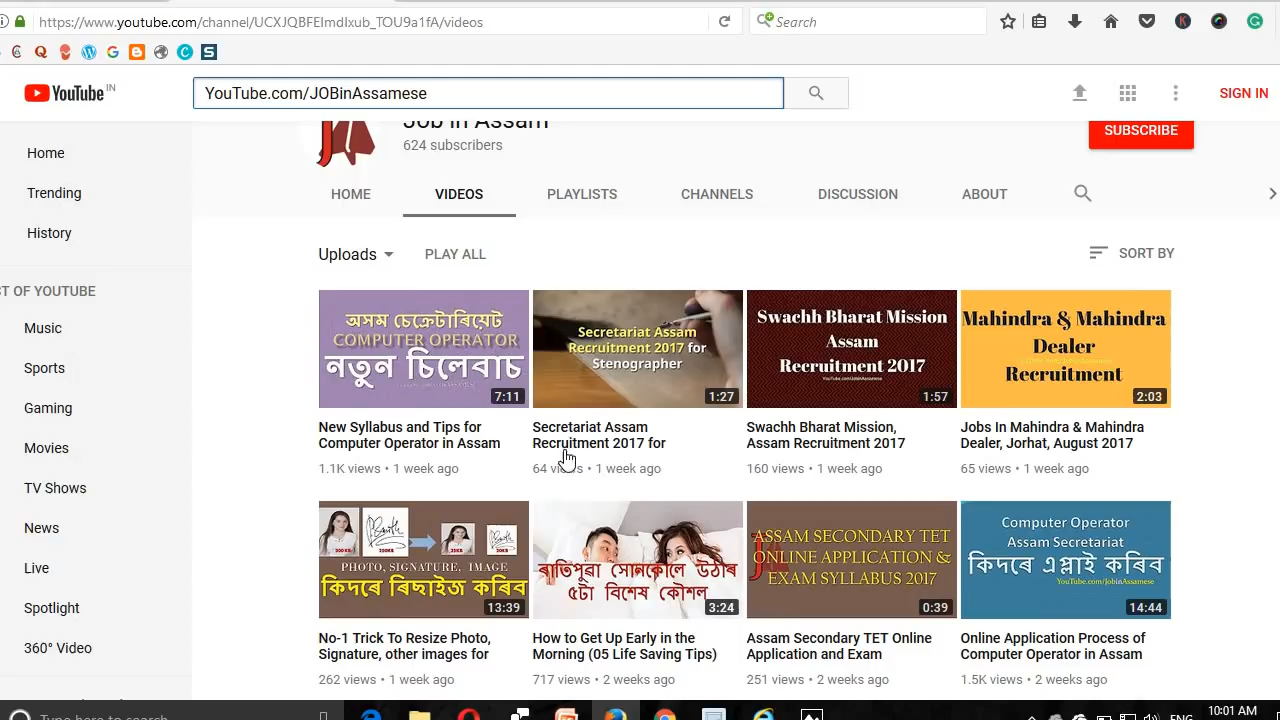 https://www.youtube.com/channel/UCXJQBFEImdIxub_TOU9a1fA/videos
Search
YouTube IN
YouTube.com/JOBinAssamese
SIGN IN
Job in Assam
624 subscribers
SUBSCRIBE
Home
Trending
History
ST OF YOUTUBE
Music
Sports
Gaming
Movies
TV Shows
News
Live
Spotlight
360° Video
HOME VIDEOS PLAYLISTS CHANNELS DISCUSSION ABOUT
Uploads PLAY ALL SORT BY
অসম চেক্ৰেটাৰিয়েট
COMPUTER OPERATOR
নতুন চিলেবাচ
7:11
New Syllabus and Tips for
Computer Operator in Assam
1.1K views • 1 week ago
Secretariat Assam
Recruitment 2017 for
Stenographer
1:27
Secretariat Assam
Recruitment 2017 for
64 views • 1 week ago
Swachh Bharat Mission
Assam
Recruitment 2017
YouTube.com/JobinAssamese
1:57
Swachh Bharat Mission,
Assam Recruitment 2017
160 views • 1 week ago
Mahindra & Mahindra
Dealer
Recruitment
2:03
Jobs In Mahindra & Mahindra
Dealer, Jorhat, August 2017
65 views • 1 week ago
PHOTO, SIGNATURE, IMAGE
কিদৰে ৰিছাইজ কৰিব
13:39
No-1 Trick To Resize Photo,
Signature, other images for
262 views • 1 week ago
ৰাতিপুৱা সোনকালে উঠাৰ
৫টা বিশেষ কৌশল
3:24
How to Get Up Early in the
Morning (05 Life Saving Tips)
717 views • 2 weeks ago
ASSAM SECONDARY TET
ONLINE APPLICATION &
EXAM SYLLABUS 2017
0:39
Assam Secondary TET Online
Application and Exam
251 views • 2 weeks ago
Computer Operator
Assam Secretariat
কিদৰে এপ্লাই কৰিব
YouTube.com/JobinAssamese
14:44
Online Application Process of
Computer Operator in Assam
1.5K views • 2 weeks ago
Type here to search
ENG
10:01 AM